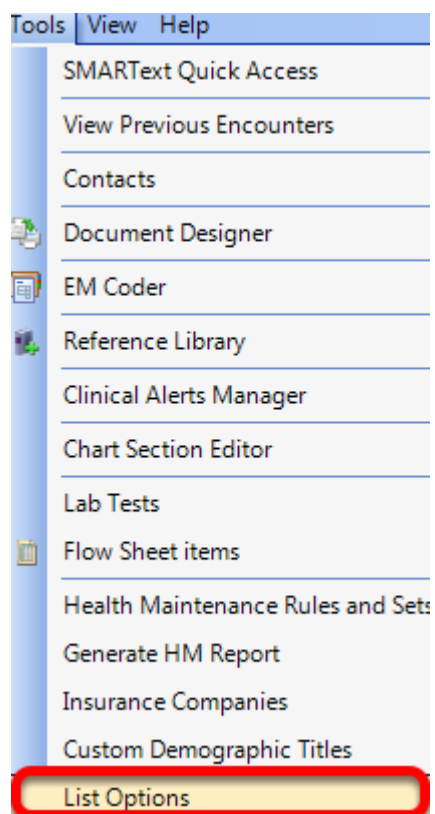 Tools View Help
SMARText Quick Access
View Previous Encounters
Contacts
Document Designer
EM Coder
Reference Library
Clinical Alerts Manager
Chart Section Editor
Lab Tests
Flow Sheet items
Health Maintenance Rules and Sets
Generate HM Report
Insurance Companies
Custom Demographic Titles
List Options